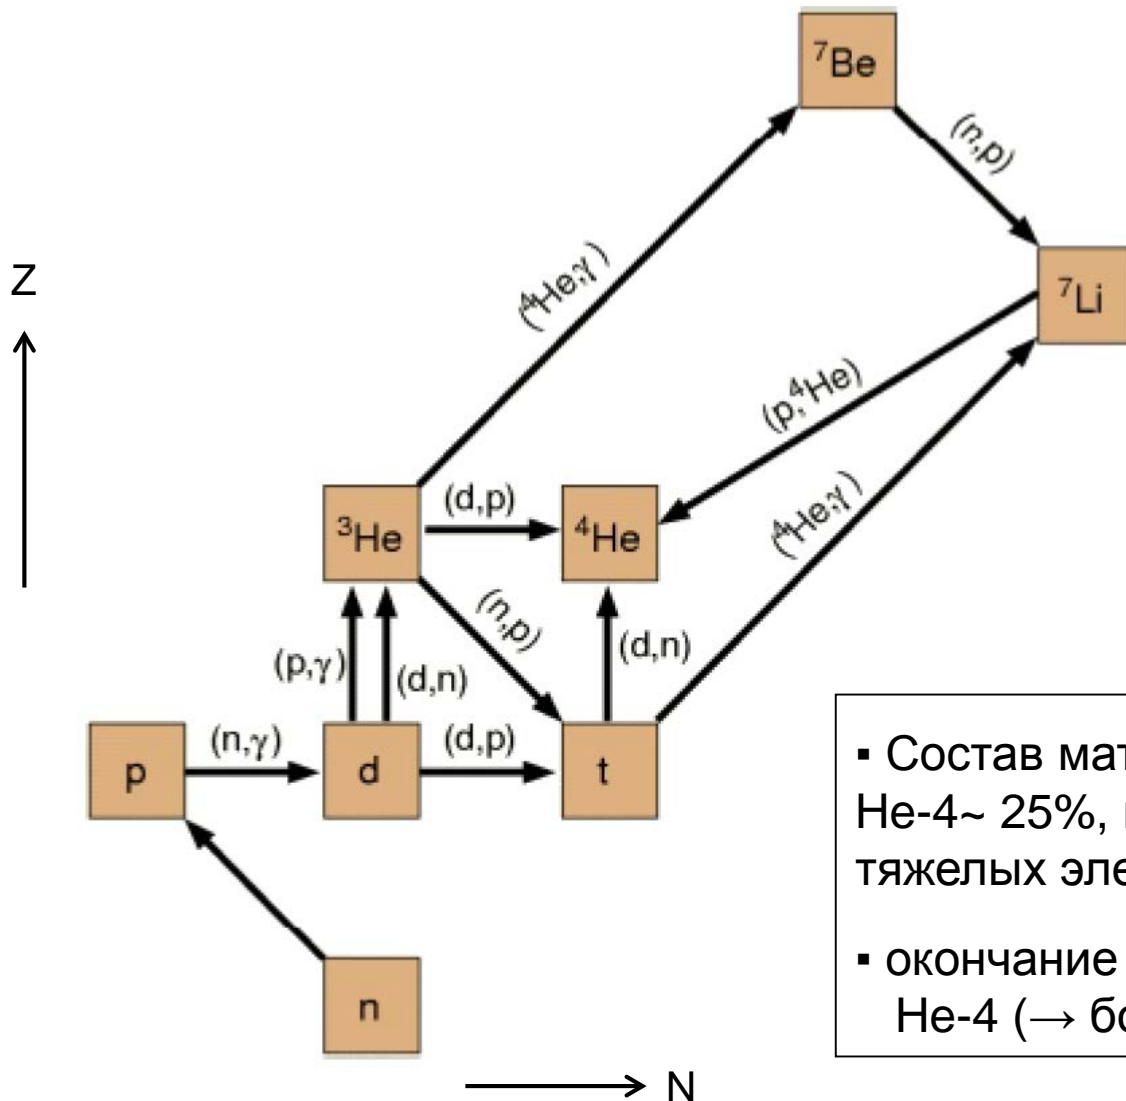 ⁷Be
(n,p)
Z
(⁴He,γ)
⁷Li
(p,⁴He)
³He
(d,p)
⁴He
(⁴He,γ)
(n,p)
(p,γ)
(d,n)
(d,n)
p
(n,γ)
d
(d,p)
t
▪ Состав мат
He-4~ 25%,
тяжелых эле
▪ окончание
He-4 (→ бо
n
N